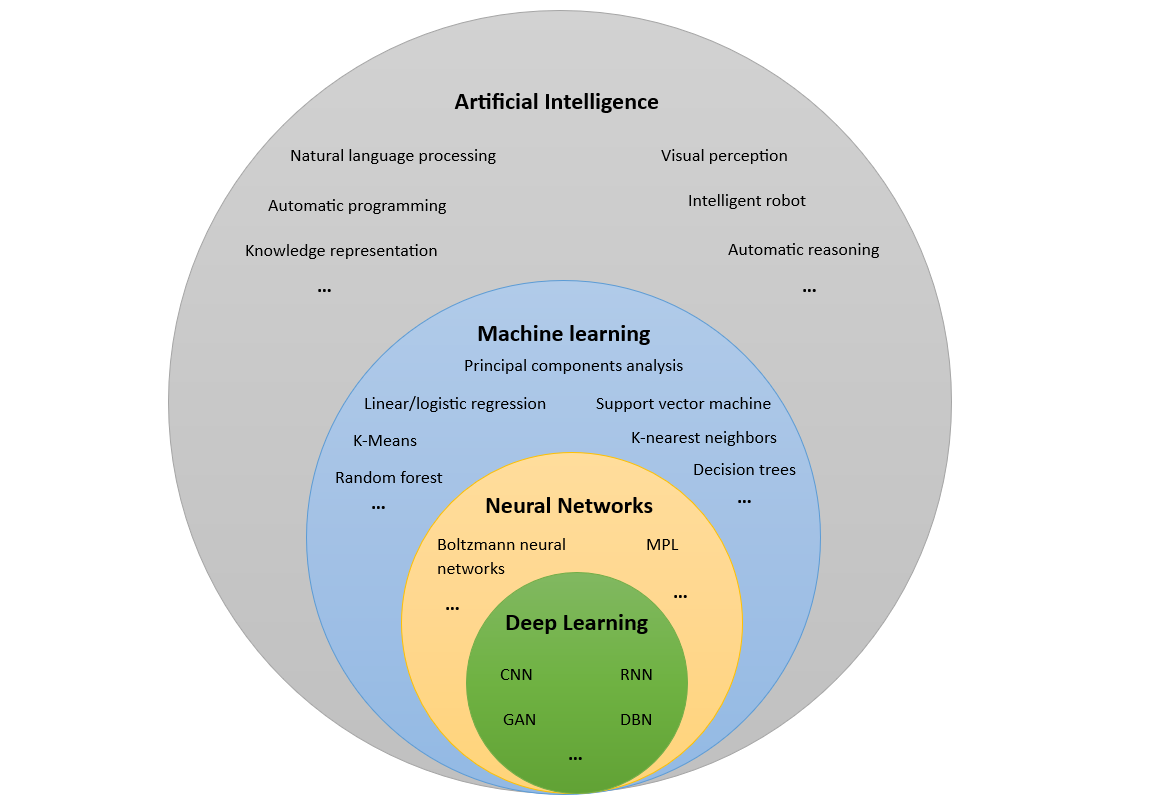 Artificial Intelligence
Natural language processing
Visual perception
Automatic programming
Intelligent robot
Knowledge representation
Automatic reasoning
...
...
Machine learning
Principal components analysis
Linear/logistic regression
Support vector machine
K-Means
K-nearest neighbors
Random forest
Decision trees
...
...
Neural Networks
Boltzmann neural
networks
MPL
...
...
Deep Learning
CNN
RNN
GAN
DBN
...